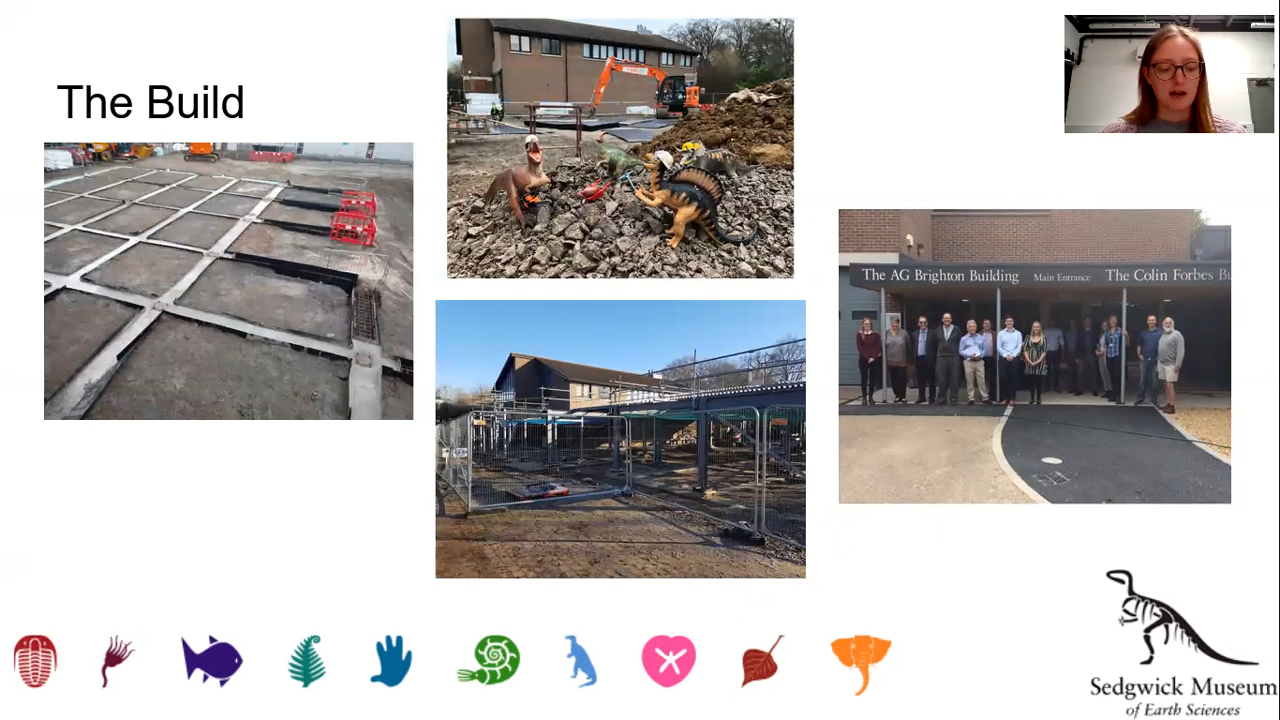 The Build
The AG Brighton Building Main Entrance The Colin Forbes Bu
Sedgwick Museum
of Earth Sciences